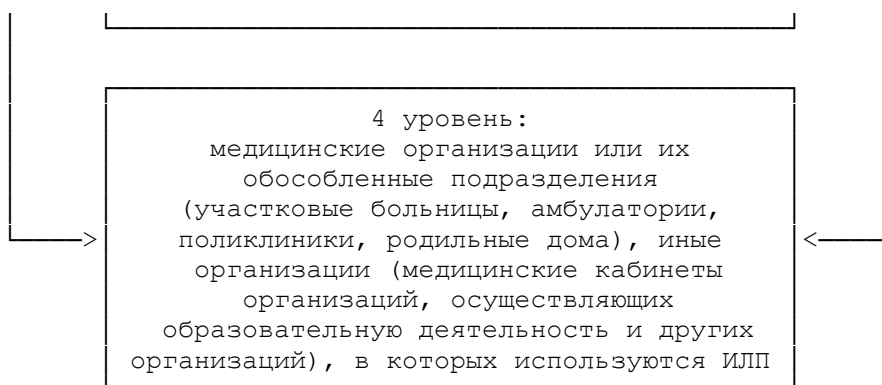 4 уровень:
медицинские организации или их
обособленные подразделения
(участковые больницы, амбулатории,
поликлиники, родильные дома), иные
организации (медицинские кабинеты
организаций, осуществляющих
образовательную деятельность и других
организаций), в которых используются ИЛП